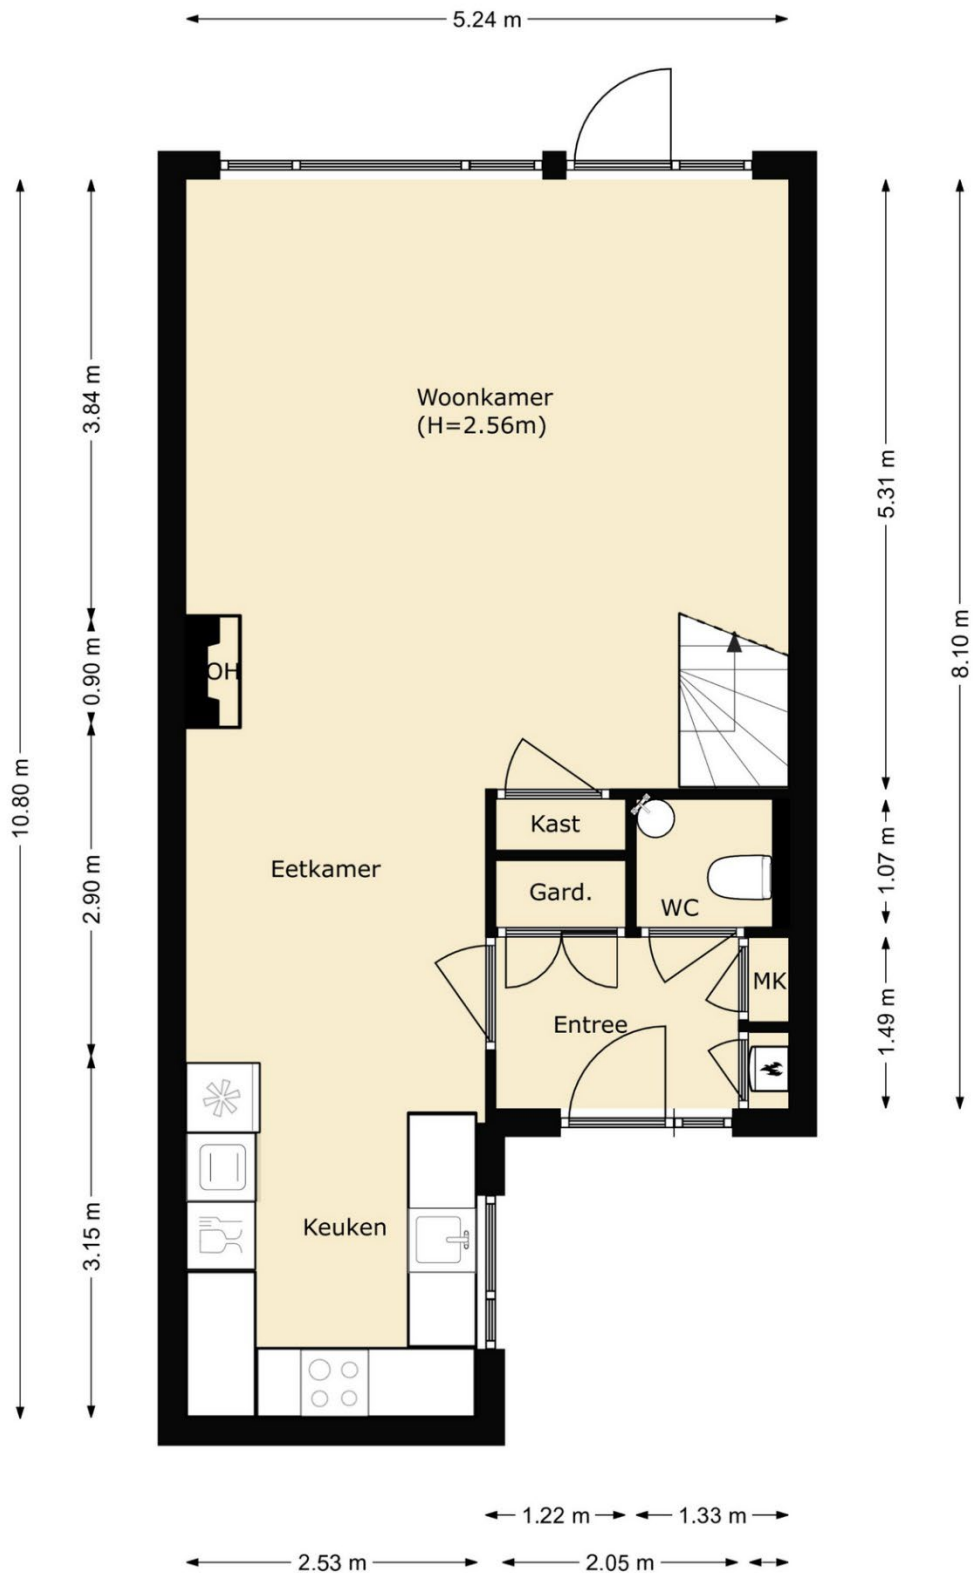 5.24 m
Woonkamer
(H=2.56m)
3.84 m
5.31 m
8.10 m
OH
0.90 m
10.80 m
Kast
Eetkamer
2.90 m
Gard.
WC
1.07 m
MK
Entree
1.49 m
Keuken
3.15 m
1.22 m
1.33 m
2.53 m
2.05 m